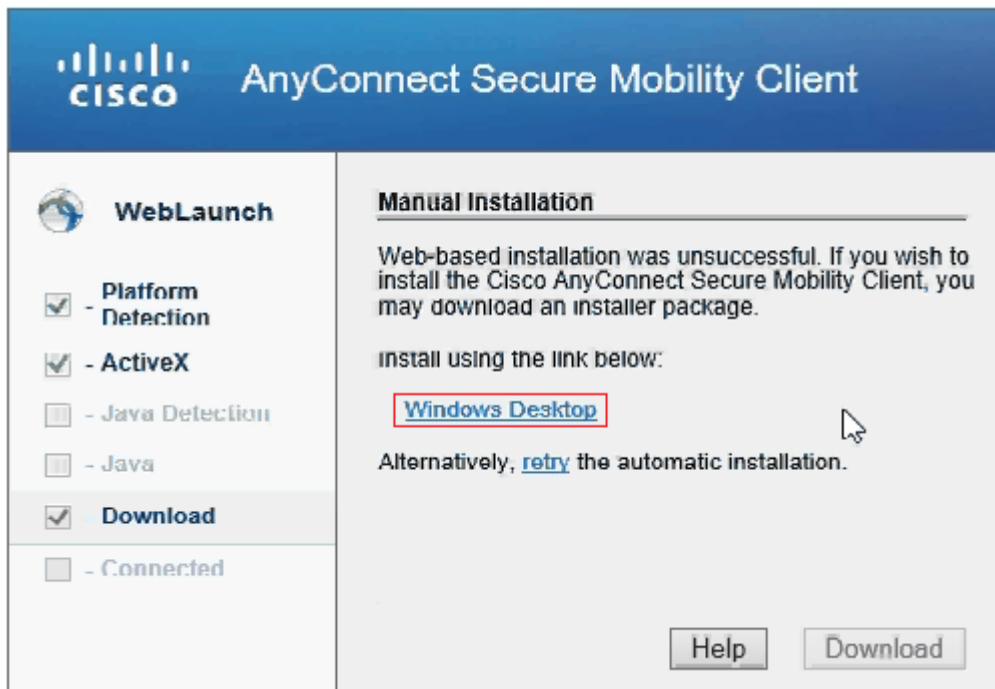 CISCO
AnyConnect Secure Mobility Client
WebLaunch
- Platform
Detection
- ActiveX
- Java Detection
- Java
- Download
- Connected
Manual Installation
Web-based installation was unsuccessful. If you wish to
install the Cisco AnyConnect Secure Mobility Client, you
may download an installer package.
Install using the link below:
Windows Desktop
Alternatively, retry the automatic installation.
Help
Download